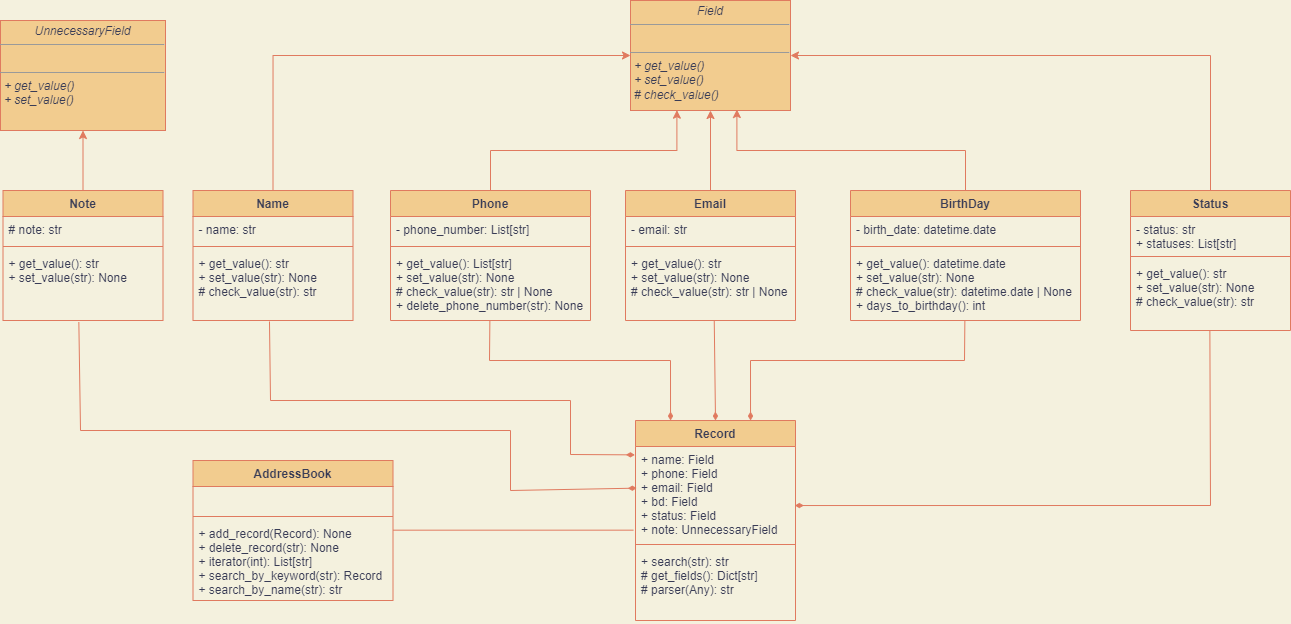 UnnecessaryField
+ get_value()
+ set_value()
Field
+ get_value()
+ set_value()
# check_value()
Note
# note: str
+ get_value(): str
+ set_value(str): None
Name
- name: str
+ get_value(): str
+ set_value(str): None
# check_value(str): str
Phone
- phone_number: List[str]
+ get_value(): List[str]
+ set_value(str): None
# check_value(str): str | None
+ delete_phone_number(str): None
Email
- email: str
+ get_value(): str
+ set_value(str): None
# check_value(str): str | None
BirthDay
- birth_date: datetime.date
+ get_value(): datetime.date
+ set_value(str): None
# check_value(str): datetime.date | None
+ days_to_birthday(): int
Status
- status: str
+ statuses: List[str]
+ get_value(): str
+ set_value(str): None
# check_value(str): str
AddressBook
+ add_record(Record): None
+ delete_record(str): None
+ iterator(int): List[str]
+ search_by_keyword(str): Record
+ search_by_name(str): str
Record
+ name: Field
+ phone: Field
+ email: Field
+ bd: Field
+ status: Field
+ note: UnnecessaryField
+ search(str): str
# get_fields(): Dict[str]
# parser(Any): str